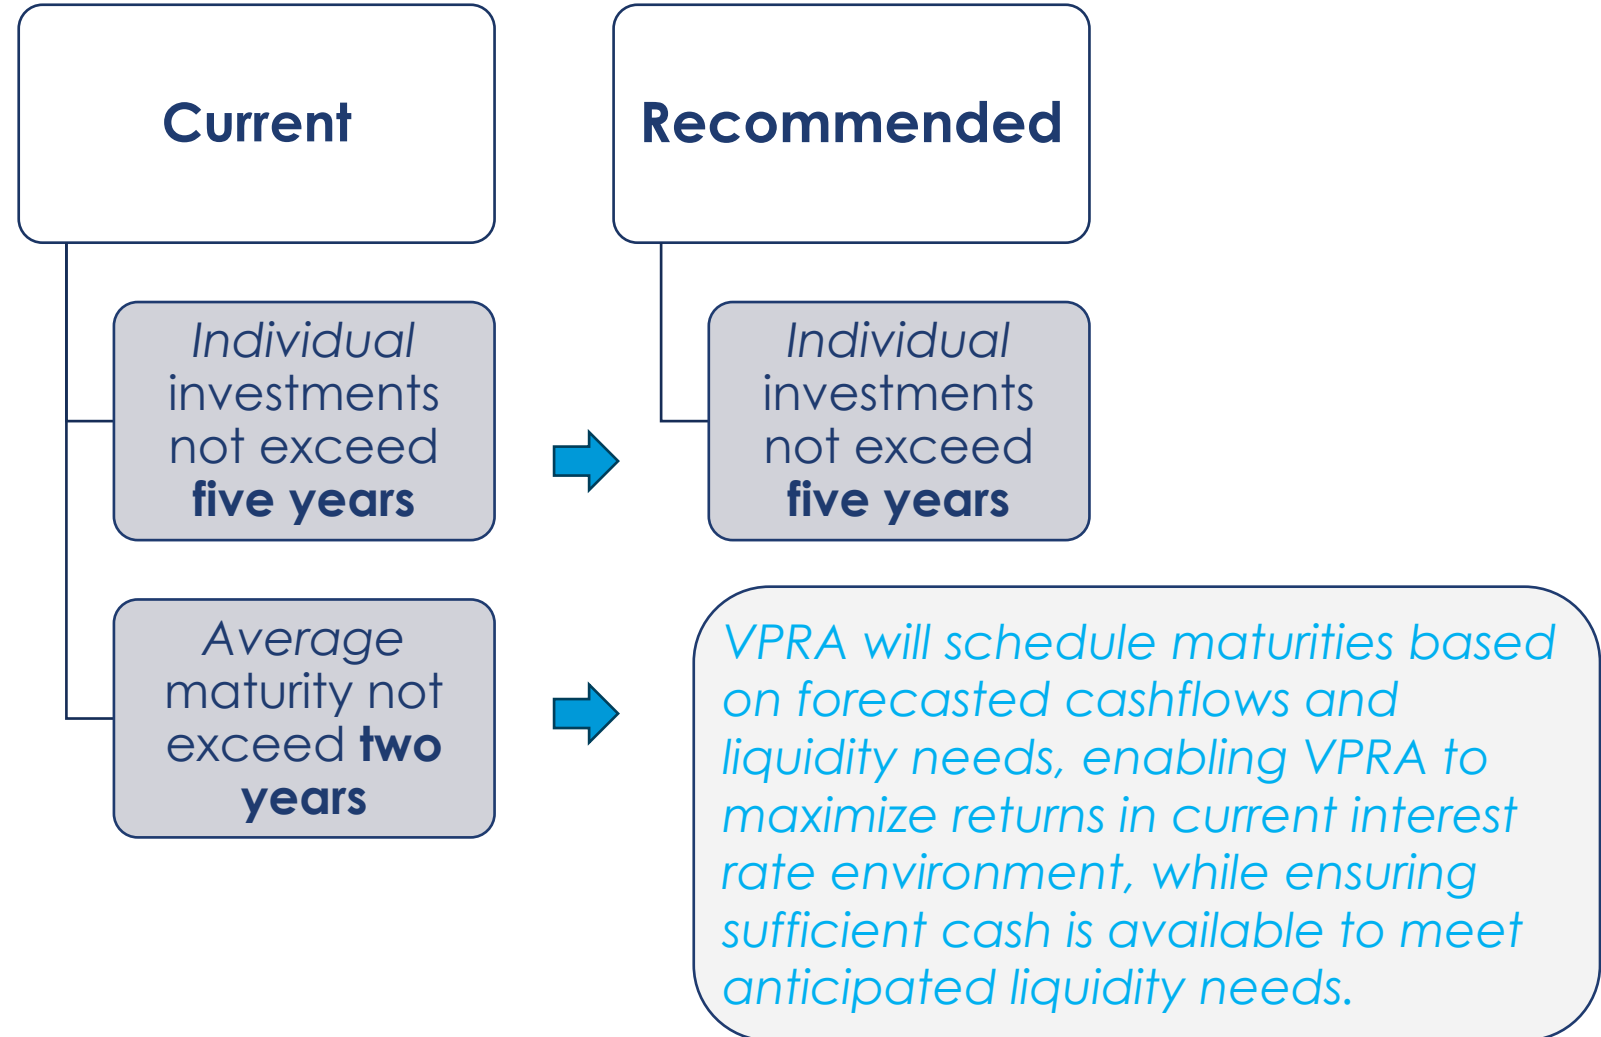 Current
Recommended
Individual
investments
not exceed
five years
Individual
investments
not exceed
five years
Average
maturity not
exceed two
years
VPRA will schedule maturities based
on forecasted cashflows and
liquidity needs, enabling VPRA to
maximize returns in current interest
rate environment, while ensuring
sufficient cash is available to meet
anticipated liquidity needs.